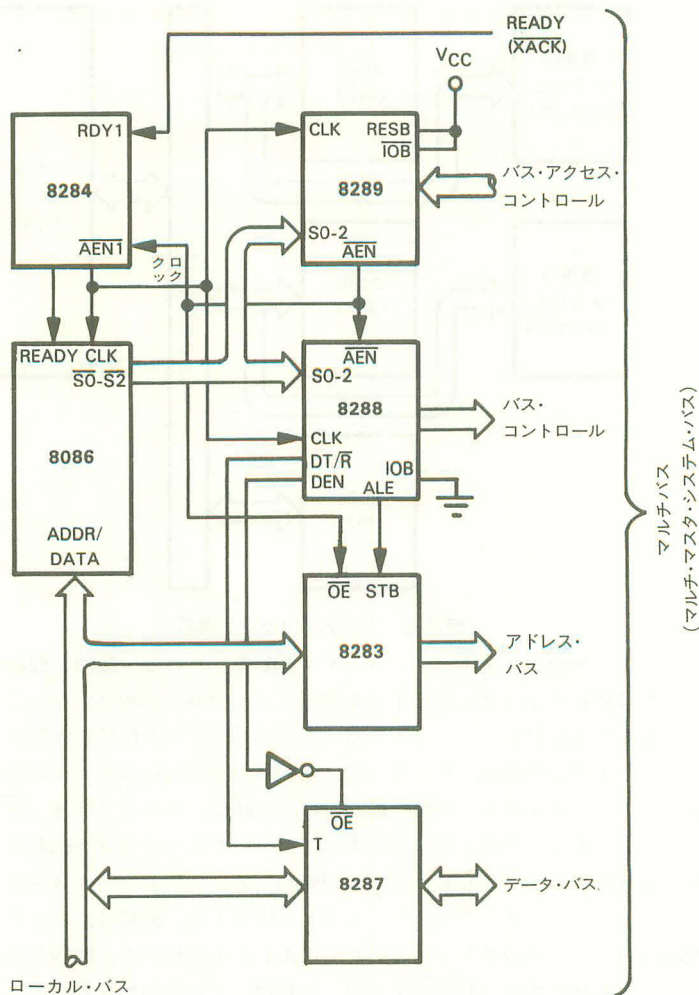 READY
(XACK)
VCC
RDY1
8284
AEN1
クロ
ック
CLK
RESB
IOB
8289
S0-2
AEN
バス・アクセス・
コントロール
READY CLK
S0-S2
8086
ADDR/
DATA
AEN
S0-2
8288
CLK
DT/R
DEN
IOB
ALE
バス・
コントロール
OE STB
8283
アドレス・
バス
OE
T
8287
データ・バス
ローカル・バス
マルチバス
(マルチ・マスタ・システム・バス)